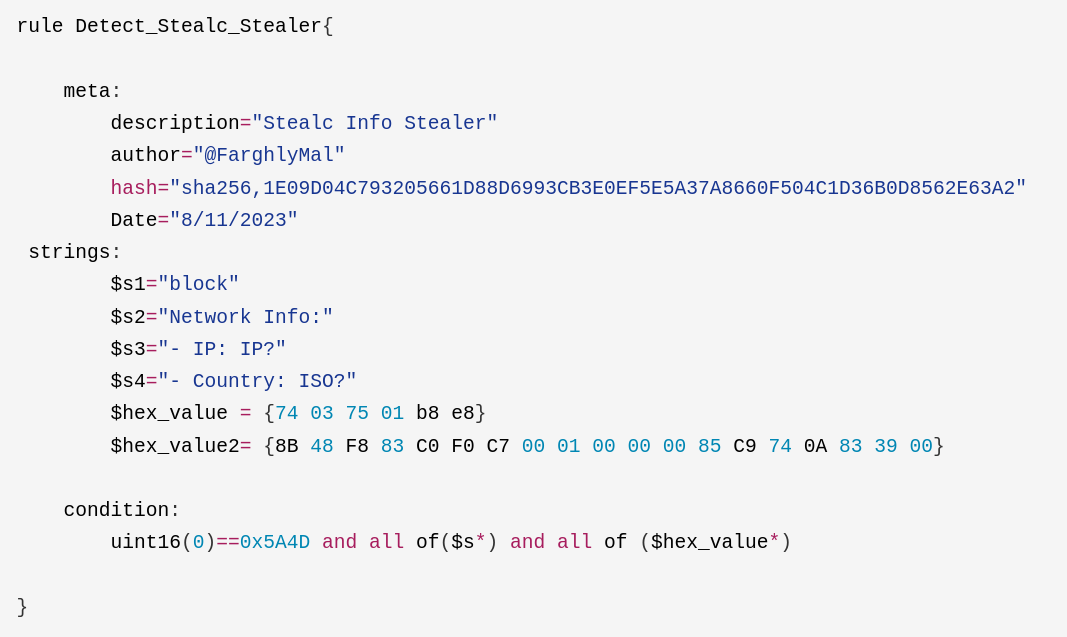 rule Detect_Stealc_Stealer{
meta:
description="Stealc Info Stealer"
author="@FarghlyMal"
hash="sha256,1E09D04C793205661D88D6993CB3E0EF5E5A37A8660F504C1D36B0D8562E63A2"
Date="8/11/2023"
strings:
$s1="block"
$s2="Network Info:"
$s3="- IP: IP?"
$s4="- Country: ISO?"
$hex_value = {74 03 75 01 b8 e8}
$hex_value2= {8B 48 F8 83 C0 F0 C7 00 01 00 00 00 85 C9 74 0A 83 39 00}
condition:
uint16(0)==0x5A4D and all of($s*) and all of ($hex_value*)
}